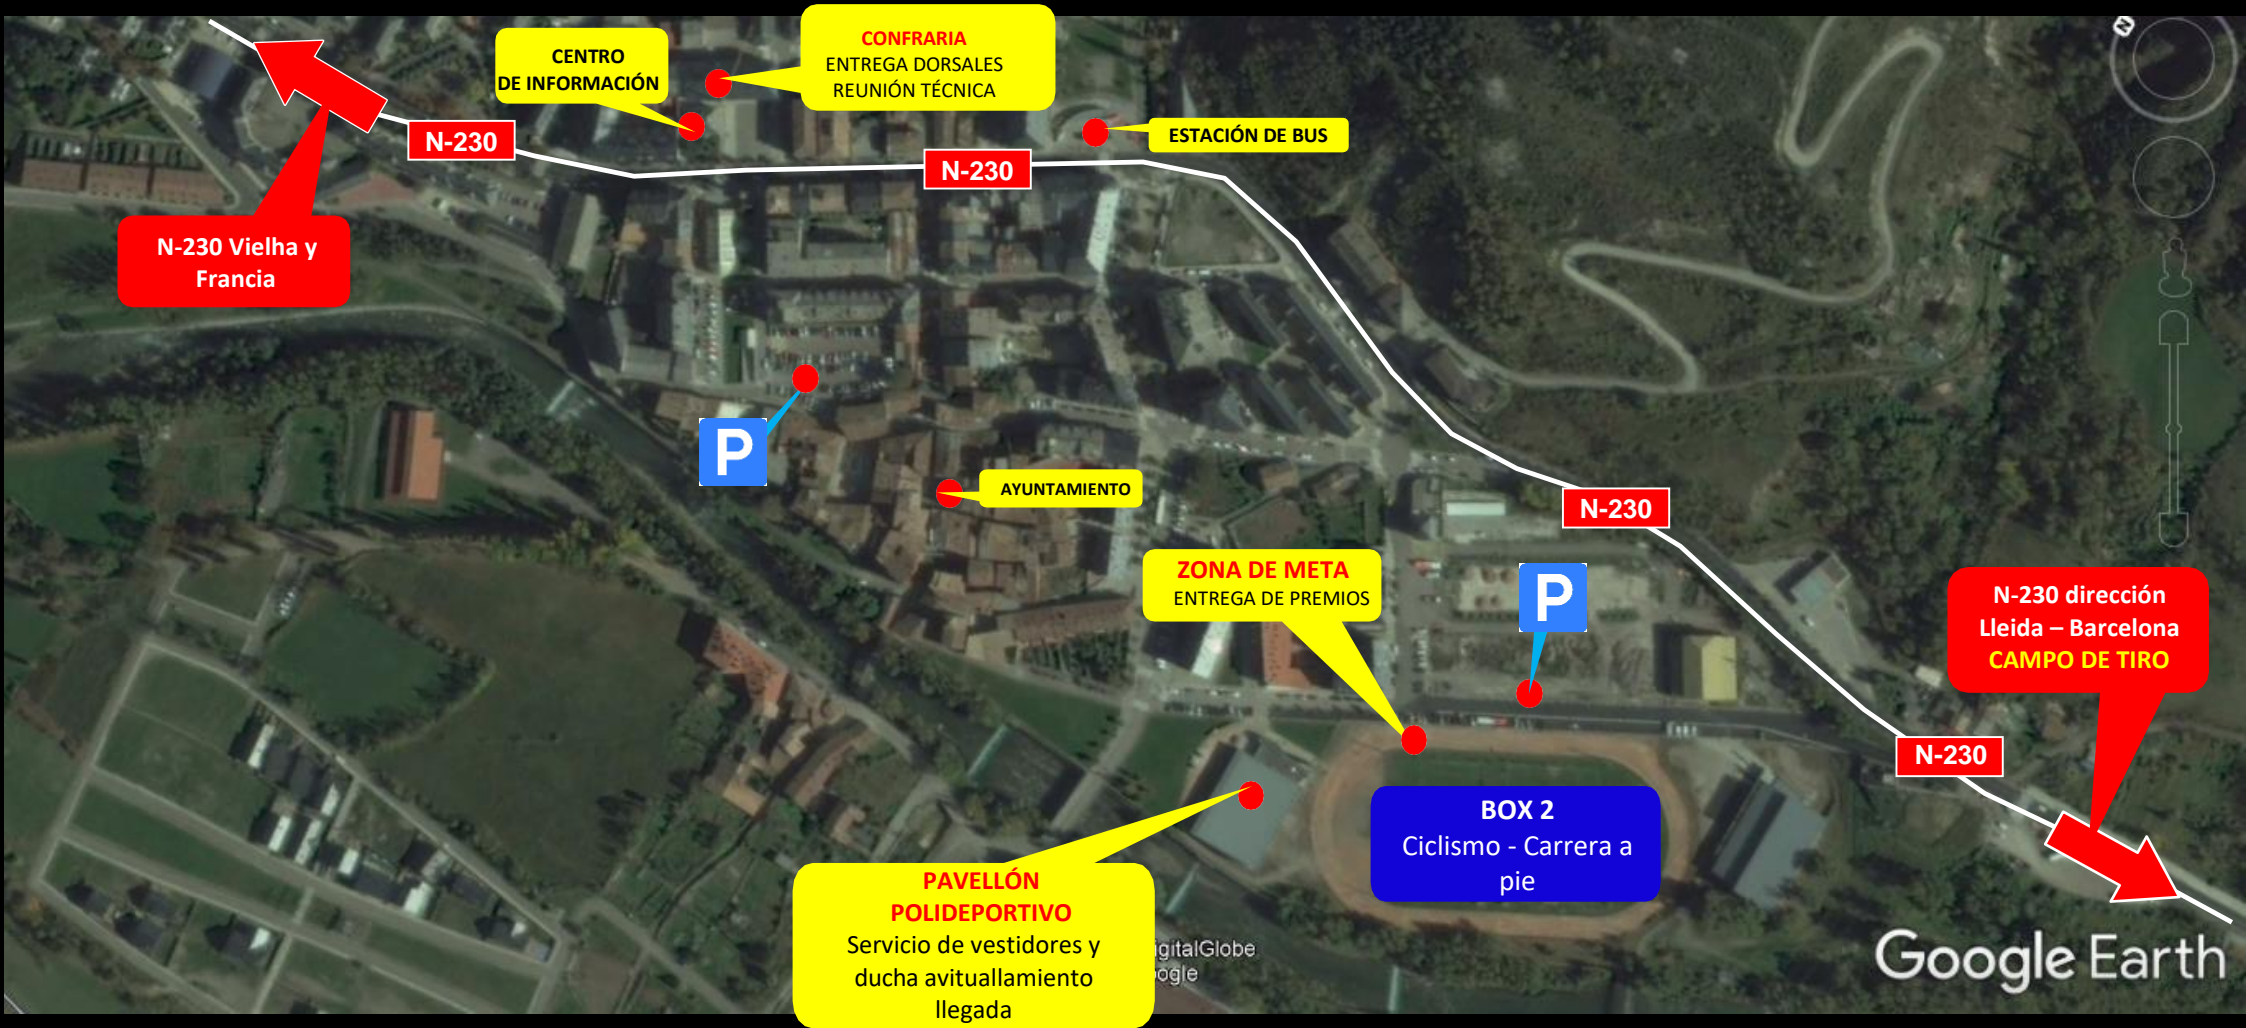 CENTRO
DE INFORMACIÓN
CONFRARIA
ENTREGA DORSALES
REUNIÓN TÉCNICA
N-230
N-230
ESTACIÓN DE BUS
N-230 Vielha y
Francia
P
AYUNTAMIENTO
N-230
ZONA DE META
ENTREGA DE PREMIOS
P
N-230 dirección
Lleida – Barcelona
CAMPO DE TIRO
N-230
BOX 2
Ciclismo - Carrera a
pie
PAVELLÓN
POLIDEPORTIVO
Servicio de vestidores y
ducha avituallamiento
llegada
igitalGlobe
ogle
Google Earth
N